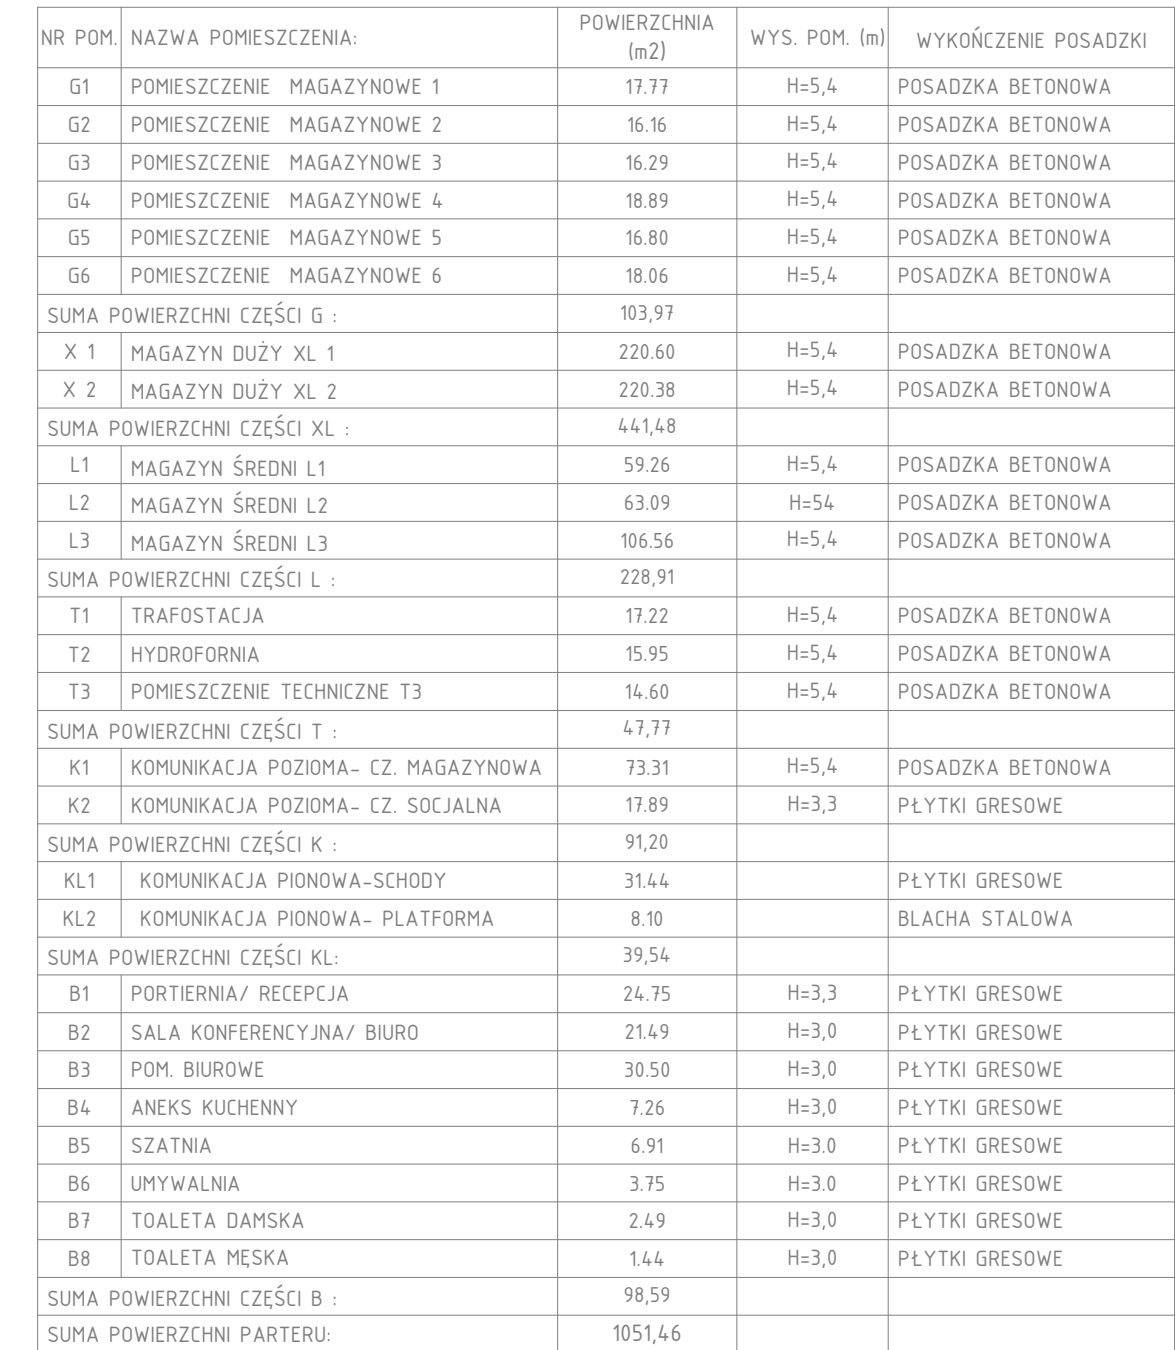 NR POM. NAZWA POMIESZCZENIA: POWIERZCHNIA (m2) WYS. POM. (m) WYKOŃCZENIE POSADZKI
G1 POMIESZCZENIE MAGAZYNOWE 1 17.77 H=5,4 POSADZKA BETONOWA
G2 POMIESZCZENIE MAGAZYNOWE 2 16.16 H=5,4 POSADZKA BETONOWA
G3 POMIESZCZENIE MAGAZYNOWE 3 16.29 H=5,4 POSADZKA BETONOWA
G4 POMIESZCZENIE MAGAZYNOWE 4 18.89 H=5,4 POSADZKA BETONOWA
G5 POMIESZCZENIE MAGAZYNOWE 5 16.80 H=5,4 POSADZKA BETONOWA
G6 POMIESZCZENIE MAGAZYNOWE 6 18.06 H=5,4 POSADZKA BETONOWA
SUMA POWIERZCHNI CZĘŚCI G : 103,97
X 1 MAGAZYN DUŻY XL 1 220.60 H=5,4 POSADZKA BETONOWA
X 2 MAGAZYN DUŻY XL 2 220.38 H=5,4 POSADZKA BETONOWA
SUMA POWIERZCHNI CZĘŚCI XL : 441,48
L1 MAGAZYN ŚREDNI L1 59.26 H=5,4 POSADZKA BETONOWA
L2 MAGAZYN ŚREDNI L2 63.09 H=54 POSADZKA BETONOWA
L3 MAGAZYN ŚREDNI L3 106.56 H=5,4 POSADZKA BETONOWA
SUMA POWIERZCHNI CZĘŚCI L : 228,91
T1 TRAFOSTACJA 17.22 H=5,4 POSADZKA BETONOWA
T2 HYDROFORNIA 15.95 H=5,4 POSADZKA BETONOWA
T3 POMIESZCZENIE TECHNICZNE T3 14.60 H=5,4 POSADZKA BETONOWA
SUMA POWIERZCHNI CZĘŚCI T : 47,77
K1 KOMUNIKACJA POZIOMA- CZ. MAGAZYNOWA 73.31 H=5,4 POSADZKA BETONOWA
K2 KOMUNIKACJA POZIOMA- CZ. SOCJALNA 17.89 H=3,3 PŁYTKI GRESOWE
SUMA POWIERZCHNI CZĘŚCI K : 91,20
KL1 KOMUNIKACJA PIONOWA-SCHODY 31.44 PŁYTKI GRESOWE
KL2 KOMUNIKACJA PIONOWA- PLATFORMA 8.10 BLACHA STALOWA
SUMA POWIERZCHNI CZĘŚCI KL: 39,54
B1 PORTIERNIA/ RECEPCJA 24.75 H=3,3 PŁYTKI GRESOWE
B2 SALA KONFERENCYJNA/ BIURO 21.49 H=3,0 PŁYTKI GRESOWE
B3 POM. BIUROWE 30.50 H=3,0 PŁYTKI GRESOWE
B4 ANEKS KUCHENNY 7.26 H=3,0 PŁYTKI GRESOWE
B5 SZATNIA 6.91 H=3.0 PŁYTKI GRESOWE
B6 UMYWALNIA 3.75 H=3.0 PŁYTKI GRESOWE
B7 TOALETA DAMSKA 2.49 H=3,0 PŁYTKI GRESOWE
B8 TOALETA MĘSKA 1.44 H=3,0 PŁYTKI GRESOWE
SUMA POWIERZCHNI CZĘŚCI B : 98,59
SUMA POWIERZCHNI PARTERU: 1051,46